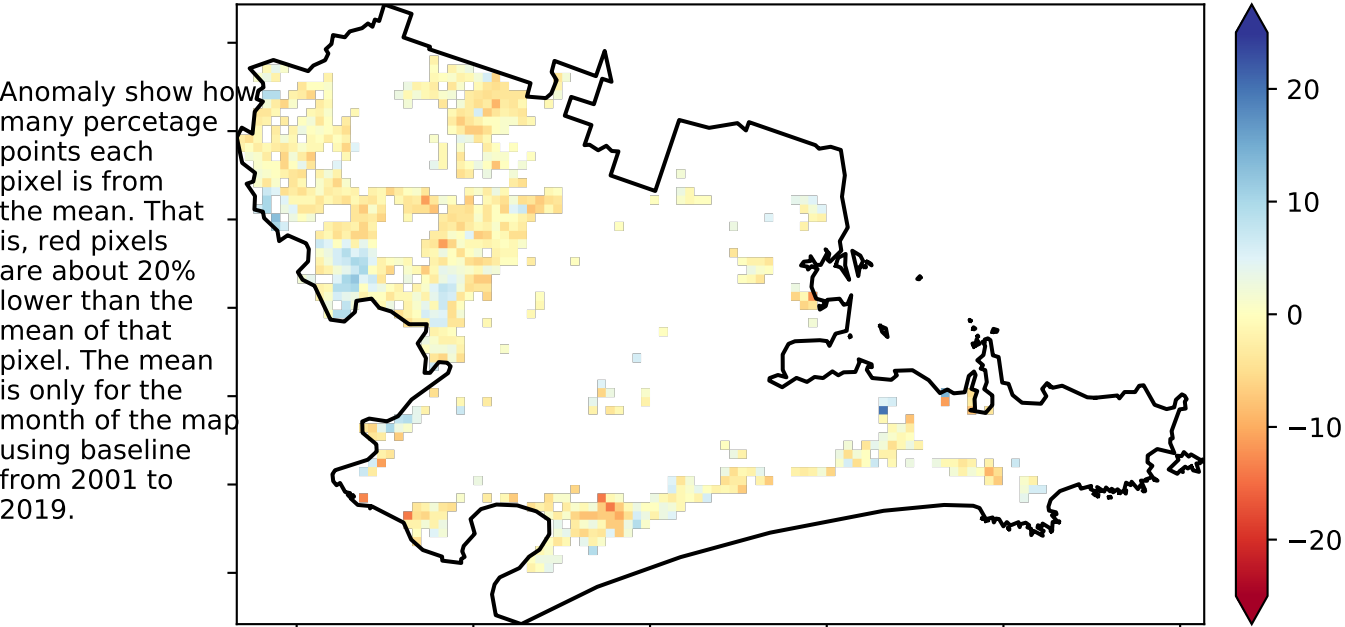 Anomaly show how
many percetage
points each
pixel is from
the mean. That
is, red pixels
are about 20%
lower than the
mean of that
pixel. The mean
is only for the
month of the map
using baseline
from 2001 to
2019.
20
10
0
−10
−20